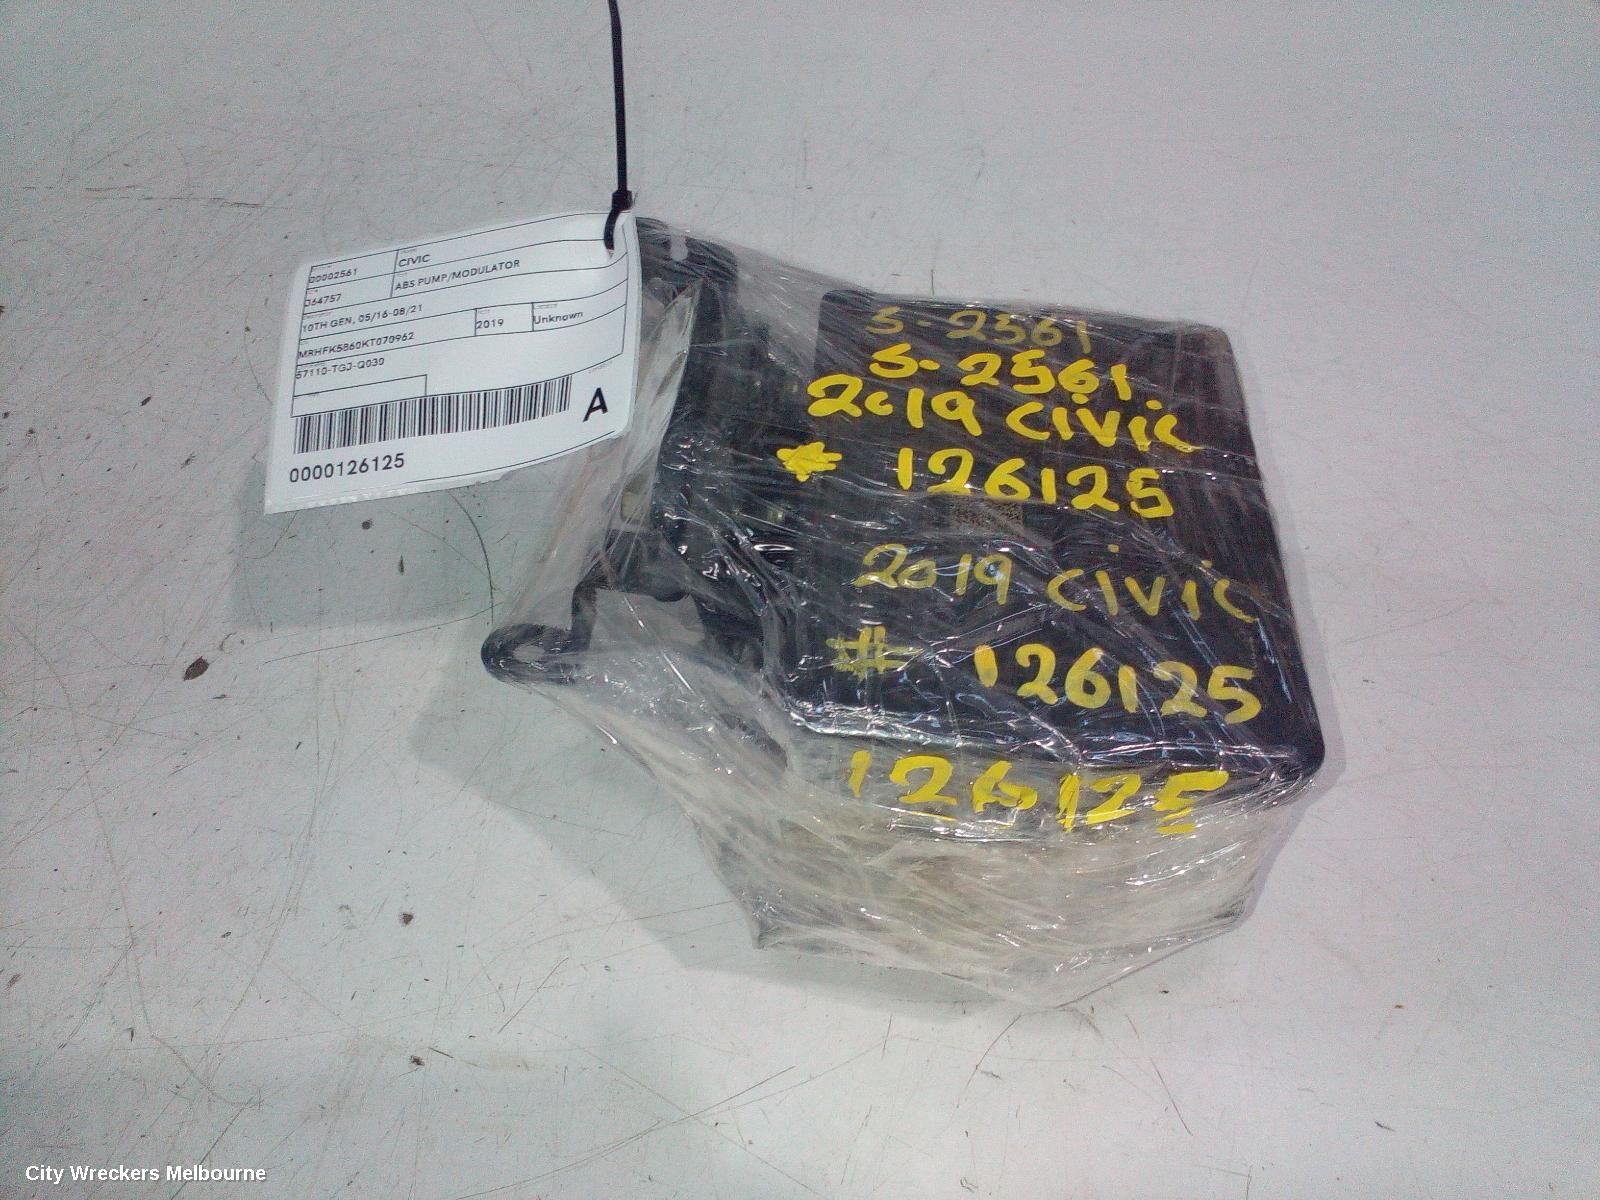 00002561
CIVIC
J64757
ABS PUMP/MODULATOR
10TH GEN, 05/16-08/21
2019
Unknown
MRHFK5860KT070962
57110-TGJ-Q030
A
0000126125
S-2561
S-2561.
2019 CIVIC
* 126125
2019 CIVIC
# 126125
126125
City Wreckers Melbourne